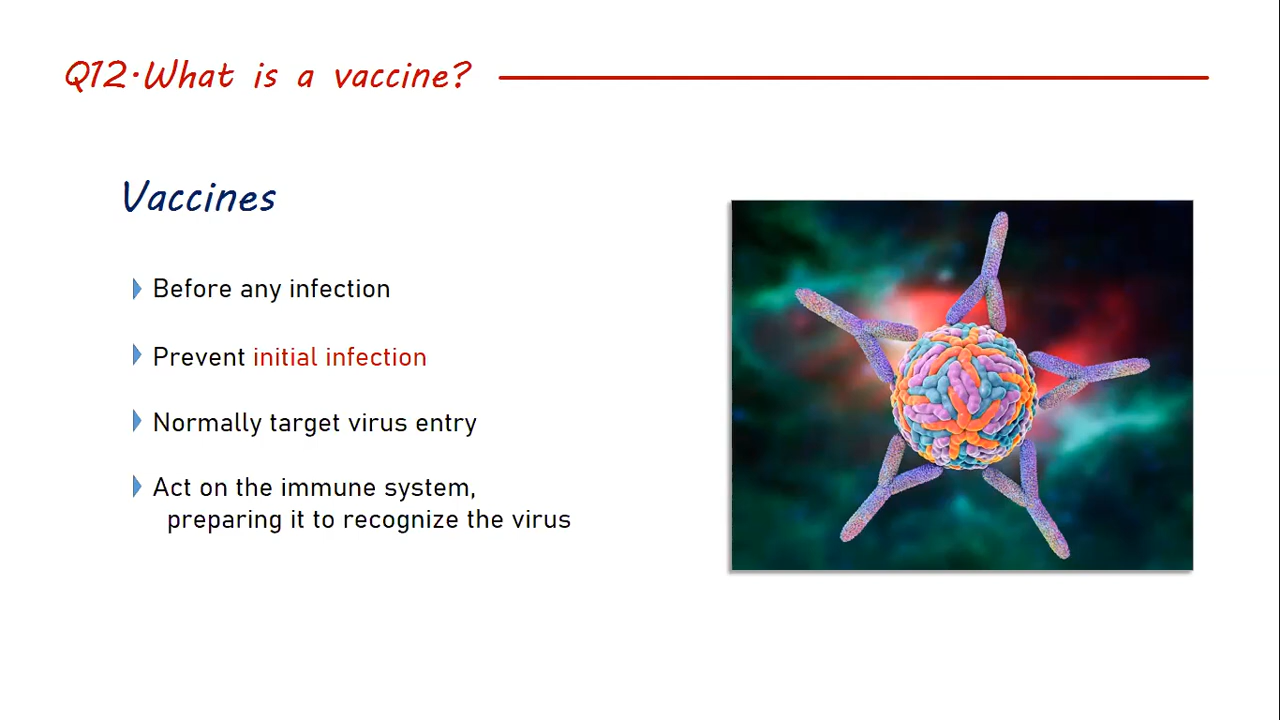 Q12·What is a vaccine?
Vaccines
Before any infection
Prevent initial infection
Normally target virus entry
Act on the immune system,
preparing it to recognize the virus